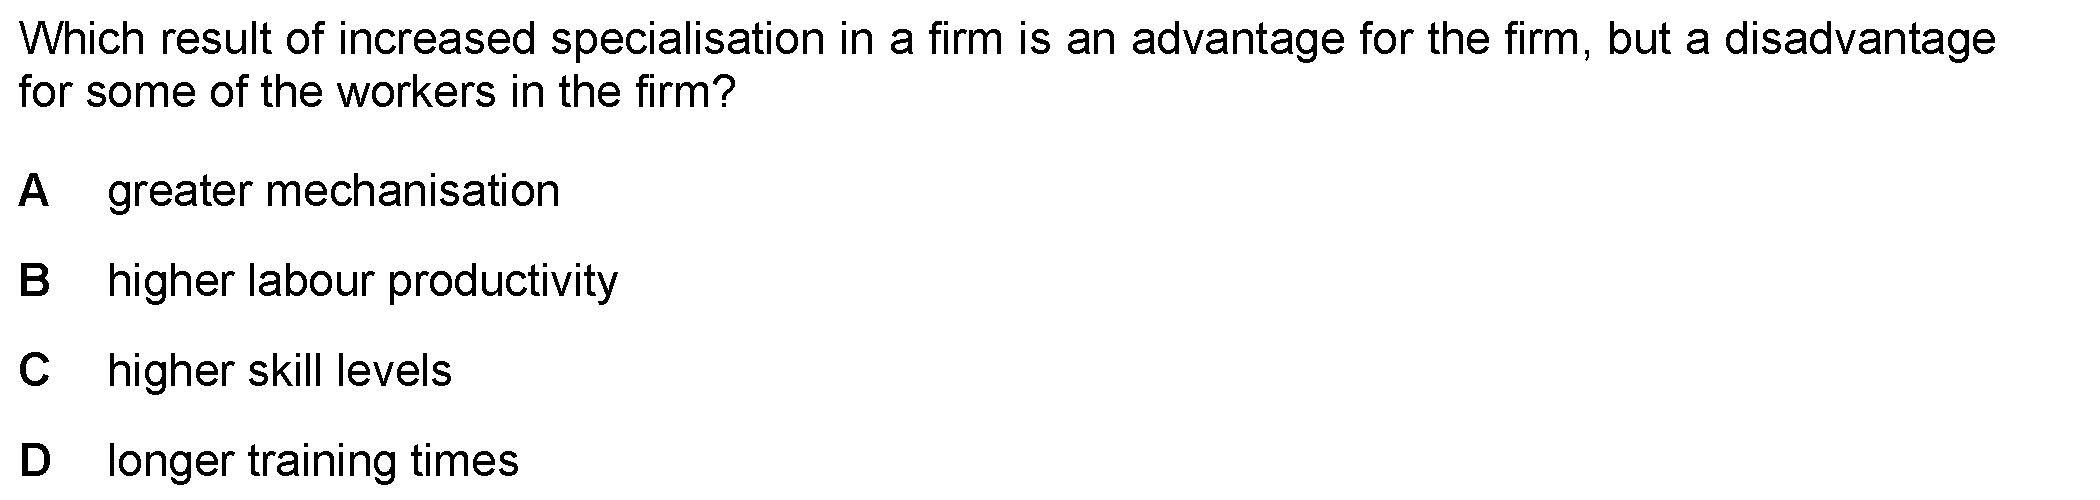 Which result of increased specialisation in a firm is an advantage for the firm, but a disadvantage
for some of the workers in the firm?
A greater mechanisation
B higher labour productivity
C higher skill levels
D longer training times